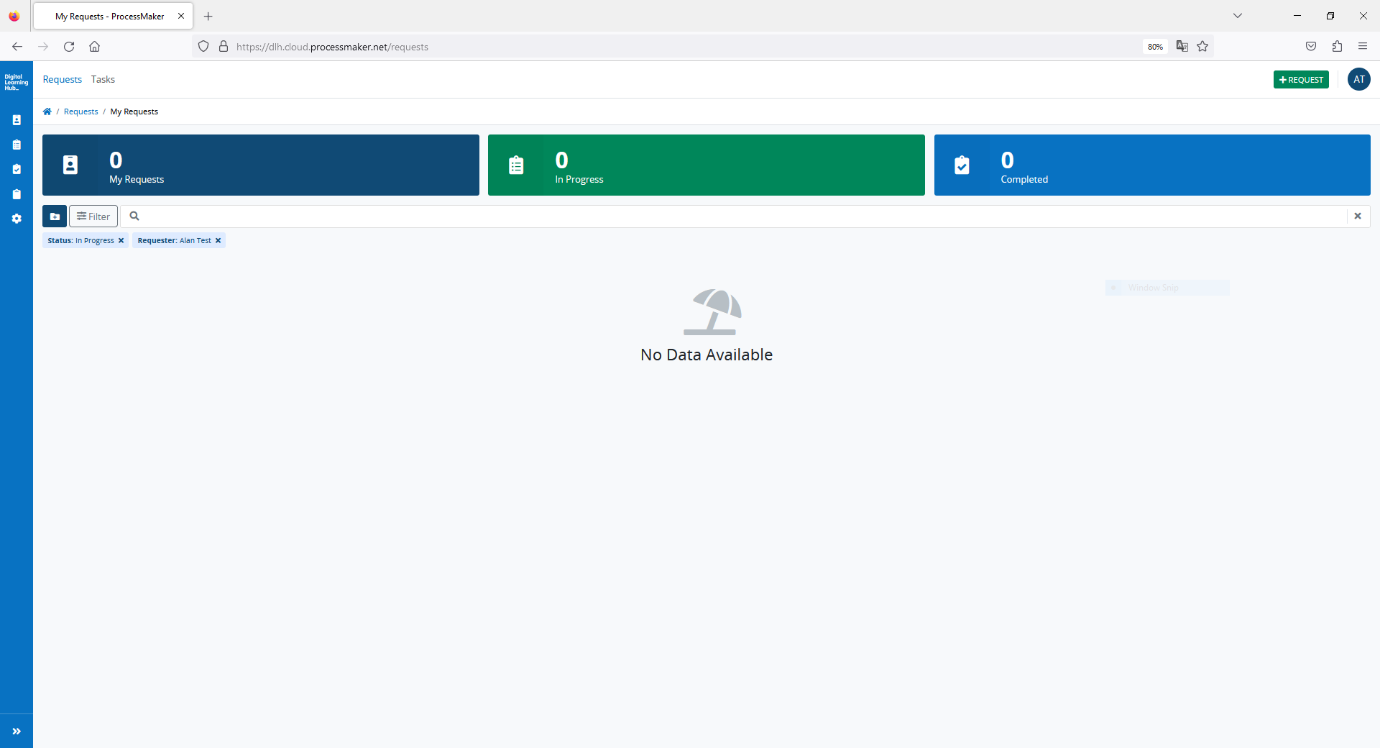 My Requests - ProcessMaker
https://dlh.cloud.processmaker.net/requests
80%
Digital
Learning
Hub
Requests Tasks
REQUEST
AT
/ Requests / My Requests
0
My Requests
0
In Progress
0
Completed
Filter
Status: In Progress
Requester: Alan Test
Window Snip
No Data Available